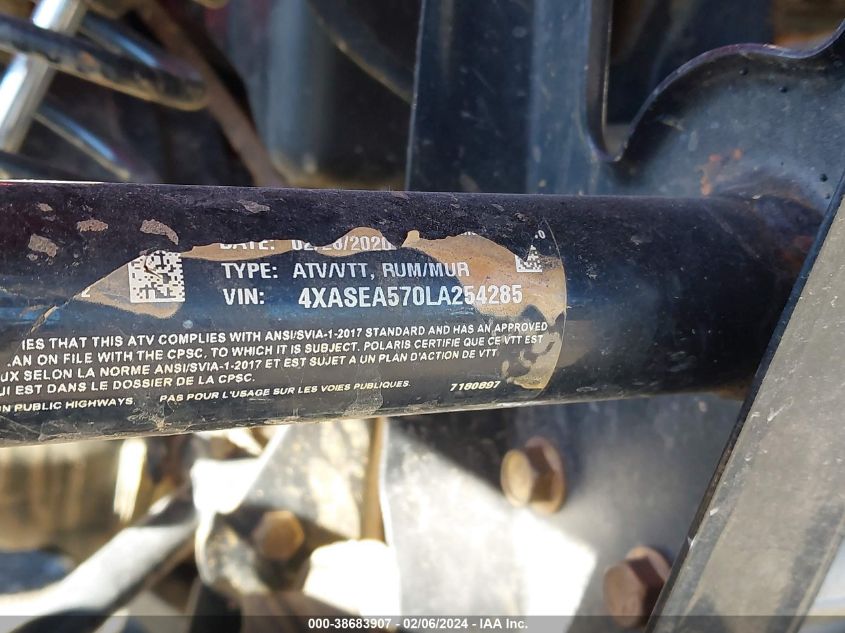 DATE: 02/28/2020
TYPE: ATV/VTT, RUM/MUR
VIN: 4XASEA570LA254285
IES THAT THIS ATV COMPLIES WITH ANSI/SVIA-1-2017 STANDARD AND HAS AN APPROVED
LAN ON FILE WITH THE CPSC, TO WHICH IT IS SUBJECT. POLARIS CERTIFIE QUE CE VTT EST
UX SELON LA NORME ANSI/SVIA-1-2017 ET EST SUJET A UN PLAN D'ACTION DE VTT
UI EST DANS LE DOSSIER DE LA CPSC.
N PUBLIC HIGHWAYS. PAS POUR L'USAGE SUR LES VOIES PUBLIQUES. 7180697
000-38683907 - 02/06/2024 - IAA Inc.